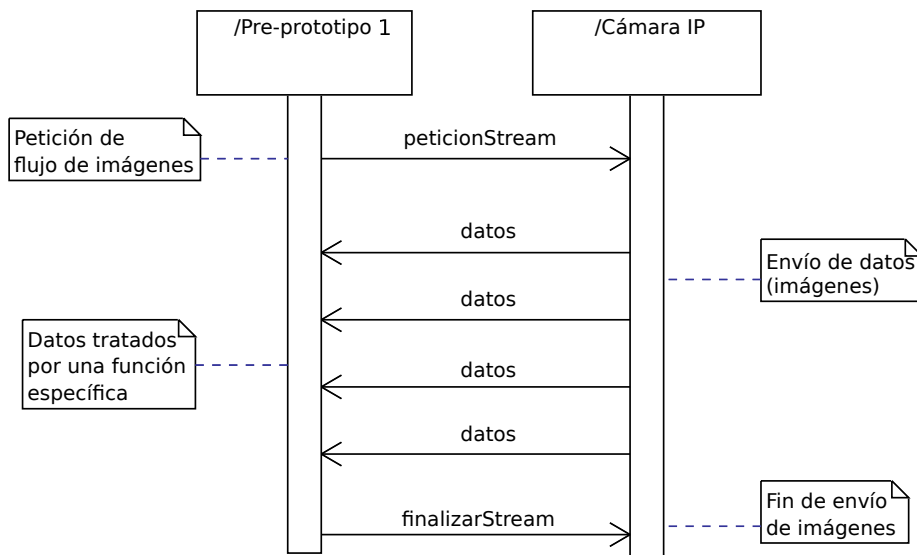 /Pre-prototipo 1
/Cámara IP
Petición de
flujo de imágenes
peticionStream
datos
Envío de datos
(imágenes)
datos
Datos tratados
por una función
específica
datos
datos
Fin de envío
de imágenes
finalizarStream